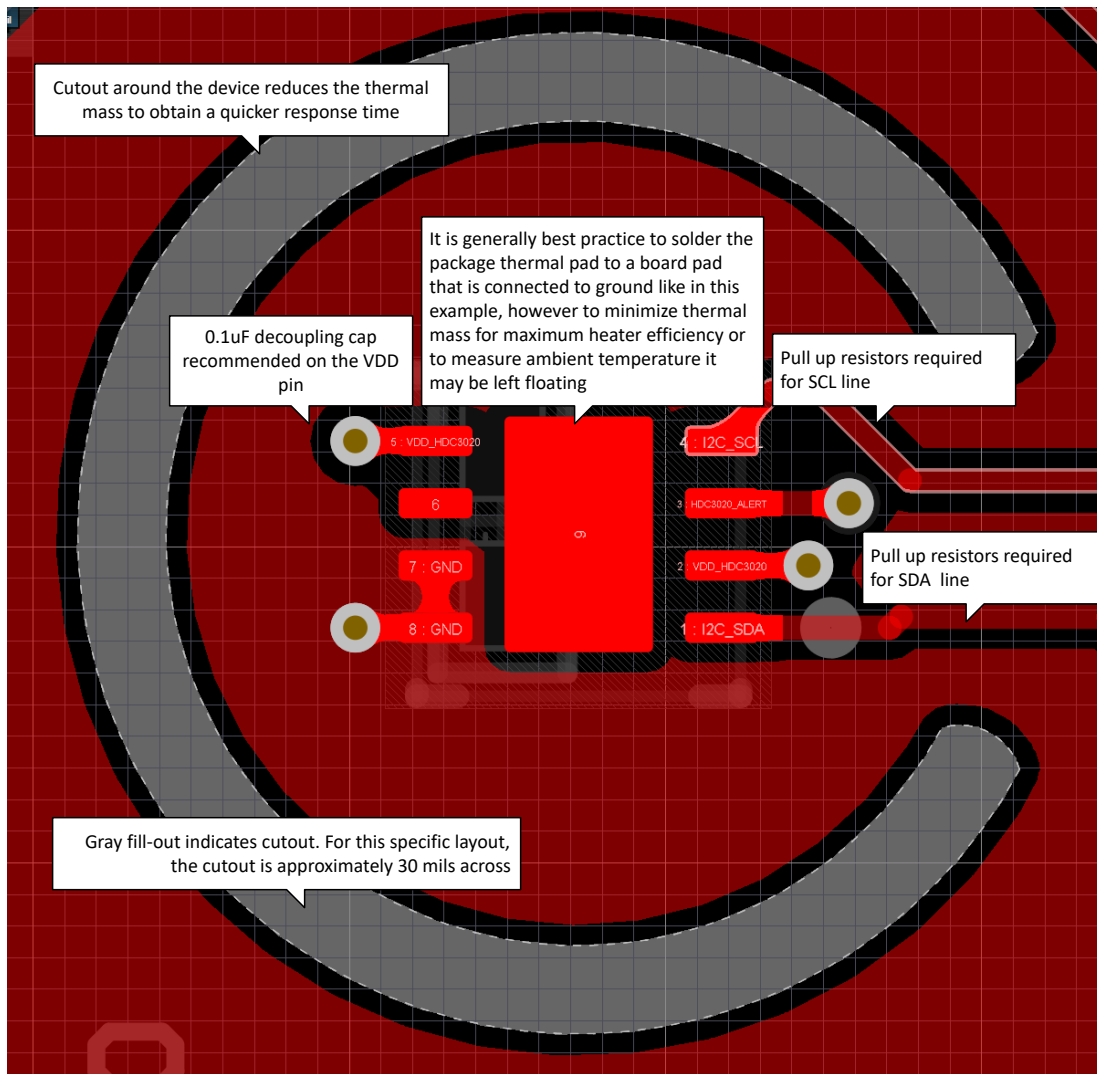 Cutout around the device reduces the thermal
mass to obtain a quicker response time
It is generally best practice to solder the
package thermal pad to a board pad
that is connected to ground like in this
example, however to minimize thermal
mass for maximum heater efficiency or
to measure ambient temperature it
may be left floating
0.1uF decoupling cap
recommended on the VDD
pin
Pull up resistors required
for SCL line
5 : VDD_HDC3020
4 : I2C_SCL
6
3 : HDC3020_ALERT
9
7 : GND
2 : VDD_HDC3020
Pull up resistors required
for SDA line
8 : GND
1 : I2C_SDA
Gray fill-out indicates cutout. For this specific layout,
the cutout is approximately 30 mils across